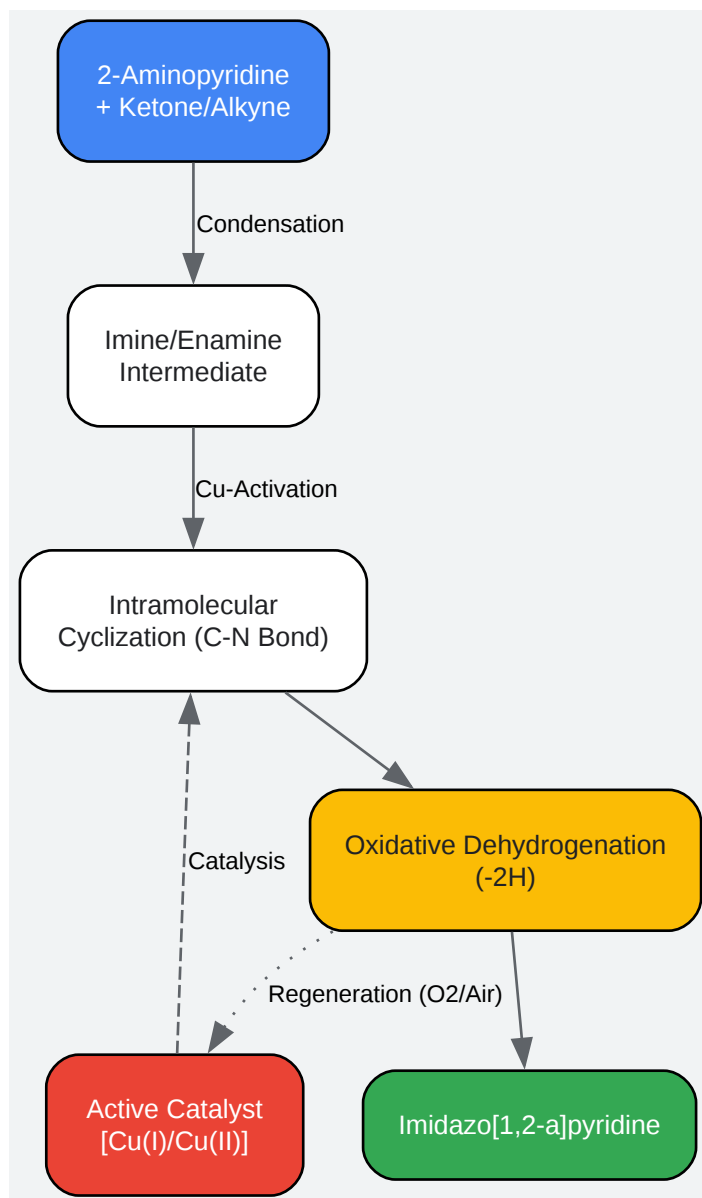 2-Aminopyridine
+ Ketone/Alkyne
Condensation
Imine/Enamine
Intermediate
Cu-Activation
Intramolecular
Cyclization (C-N Bond)
Oxidative Dehydrogenation
(-2H)
Catalysis
Regeneration (O2/Air)
Active Catalyst
[Cu(I)/Cu(II)]
Imidazo[1,2-a]pyridine